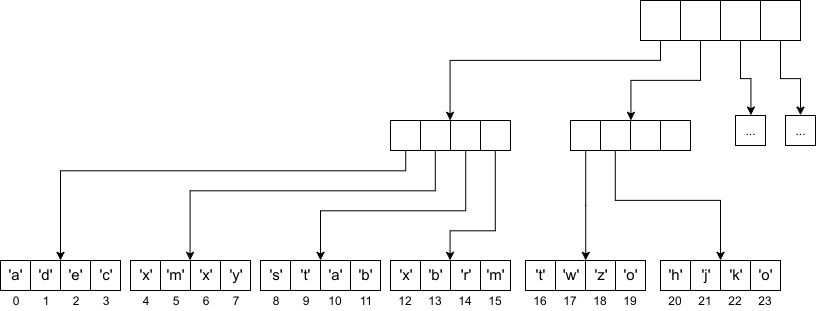 ... ...
'a' 'd' 'e' 'c' 'x' 'm' 'x' 'y' 's' 't' 'a' 'b' 'x' 'b' 'r' 'm' 't' 'w' 'z' 'o' 'h' 'j' 'k' 'o'
0 1 2 3 4 5 6 7 8 9 10 11 12 13 14 15 16 17 18 19 20 21 22 23